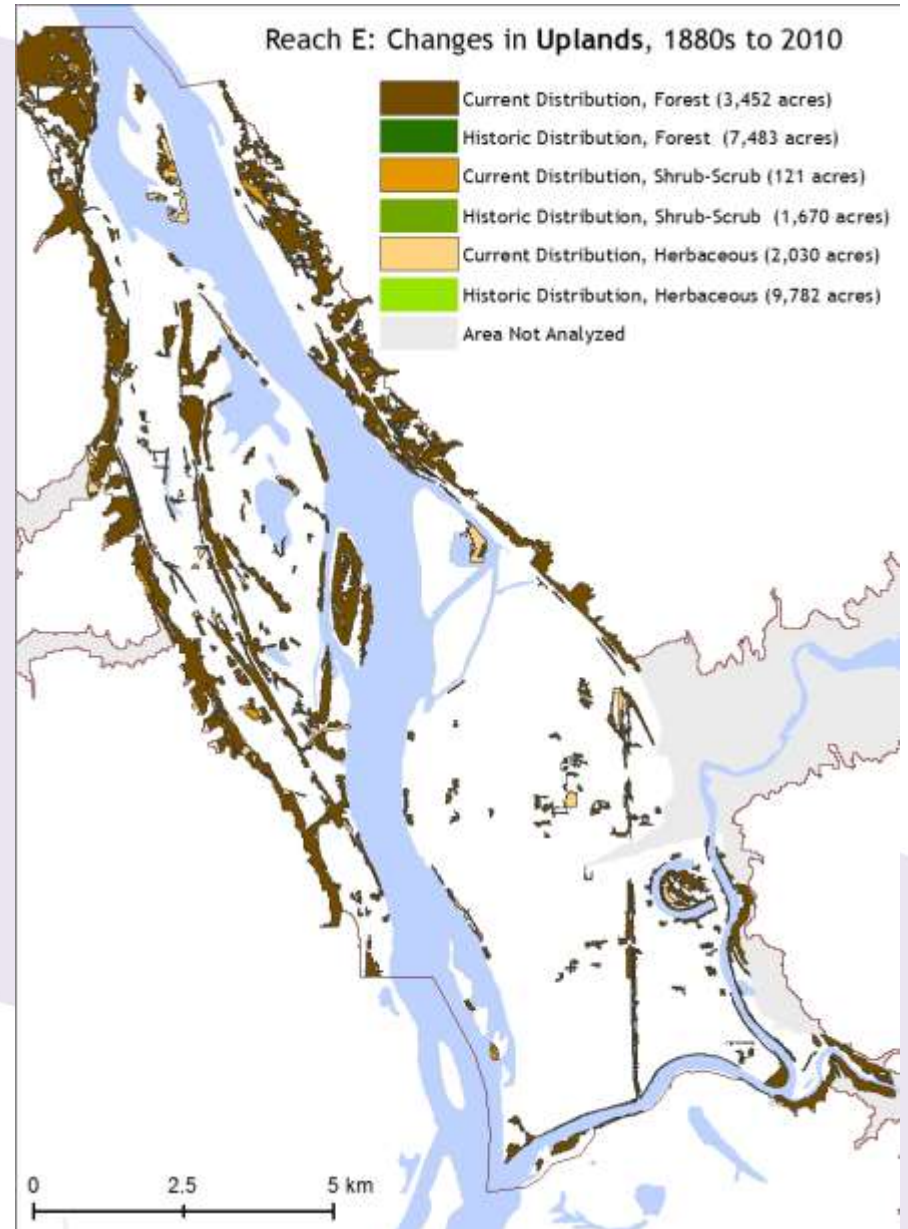 Reach E: Changes in Uplands, 1880s to 2010
Current Distribution, Forest (3,452 acres)
Historic Distribution, Forest (7,483 acres)
Current Distribution, Shrub-Scrub (121 acres)
Historic Distribution, Shrub-Scrub (1,670 acres)
Current Distribution, Herbaceous (2,030 acres)
Historic Distribution, Herbaceous (9,782 acres)
Area Not Analyzed
0 2.5 5 km